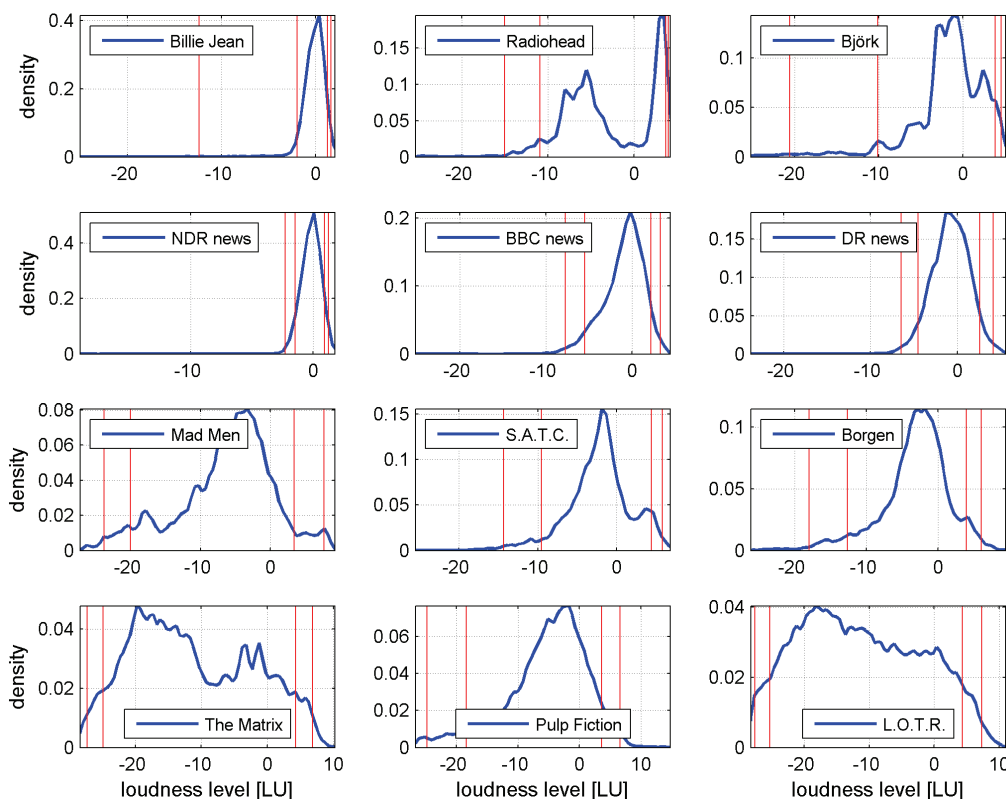 density
0.4
0.2
0
Billie Jean
-20 -10 0
0.15
0.1
0.05
0
Radiohead
-20 -10 0
0.1
0.05
0
Björk
-20 -10 0
density
0.4
0.2
0
NDR news
-10 0
0.2
0.1
0
BBC news
-20 -10 0
0.15
0.1
0.05
0
DR news
-20 -10 0
density
0.08
0.06
0.04
0.02
0
Mad Men
-20 -10 0
0.15
0.1
0.05
0
S.A.T.C.
-20 -10 0
0.1
0.05
0
Borgen
-20 -10 0
density
0.04
0.02
0
The Matrix
-20 -10 0 10
loudness level [LU]
0.06
0.04
0.02
0
Pulp Fiction
-20 -10 0 10
loudness level [LU]
0.04
0.02
0
L.O.T.R.
-20 -10 0 10
loudness level [LU]